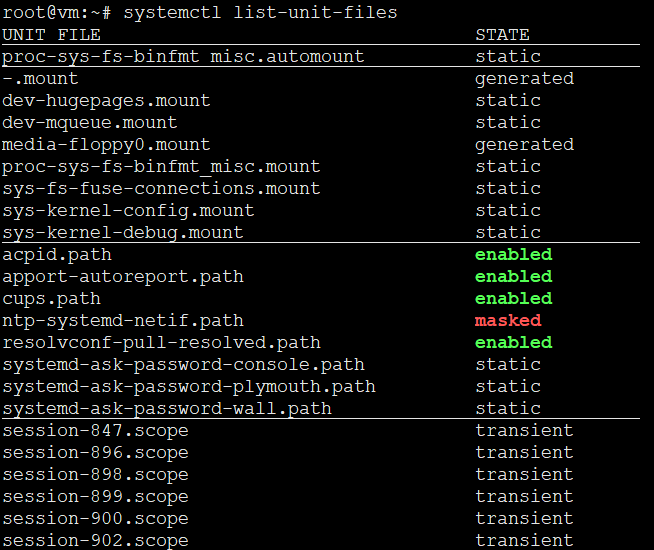 root@vm:~# systemctl list-unit-files
UNIT FILE STATE
proc-sys-fs-binfmt_misc.automount static
-.mount generated
dev-hugepages.mount static
dev-mqueue.mount static
media-floppy0.mount generated
proc-sys-fs-binfmt_misc.mount static
sys-fs-fuse-connections.mount static
sys-kernel-config.mount static
sys-kernel-debug.mount static
acpid.path enabled
apport-autoreport.path enabled
cups.path enabled
ntp-systemd-netif.path masked
resolvconf-pull-resolved.path enabled
systemd-ask-password-console.path static
systemd-ask-password-plymouth.path static
systemd-ask-password-wall.path static
session-847.scope transient
session-896.scope transient
session-898.scope transient
session-899.scope transient
session-900.scope transient
session-902.scope transient